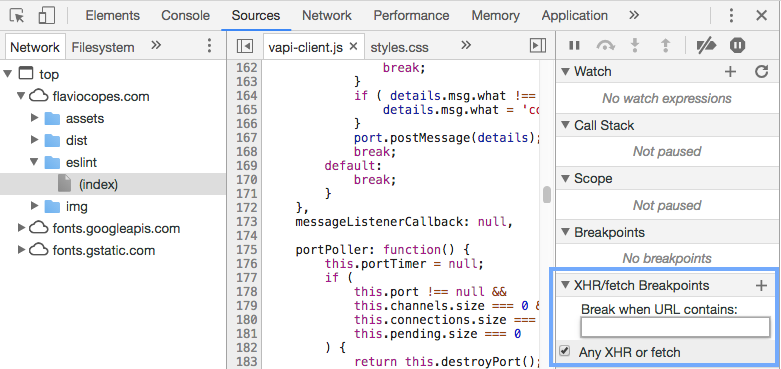 Elements Console Sources Network Performance Memory Application »
Network Filesystem »
top
flaviocopes.com
assets
dist
eslint
(index)
img
fonts.googleapis.com
fonts.gstatic.com
vapi-client.js × styles.css »
162 break;
163 }
164 if ( details.msg.what !==
165 details.msg.what = 'co
166 }
167 port.postMessage(details);
168 break;
169 default:
170 break;
171 }
172 },
173 messageListenerCallback: null,
174
175 portPoller: function() {
176 this.portTimer = null;
177 if (
178 this.port !== null &&
179 this.channels.size === 0 &
180 this.connections.size ===
181 this.pending.size === 0
182 ) {
183 return this.destroyPort();
Watch
No watch expressions
Call Stack
Not paused
Scope
Not paused
Breakpoints
No breakpoints
XHR/fetch Breakpoints
Break when URL contains:
Any XHR or fetch